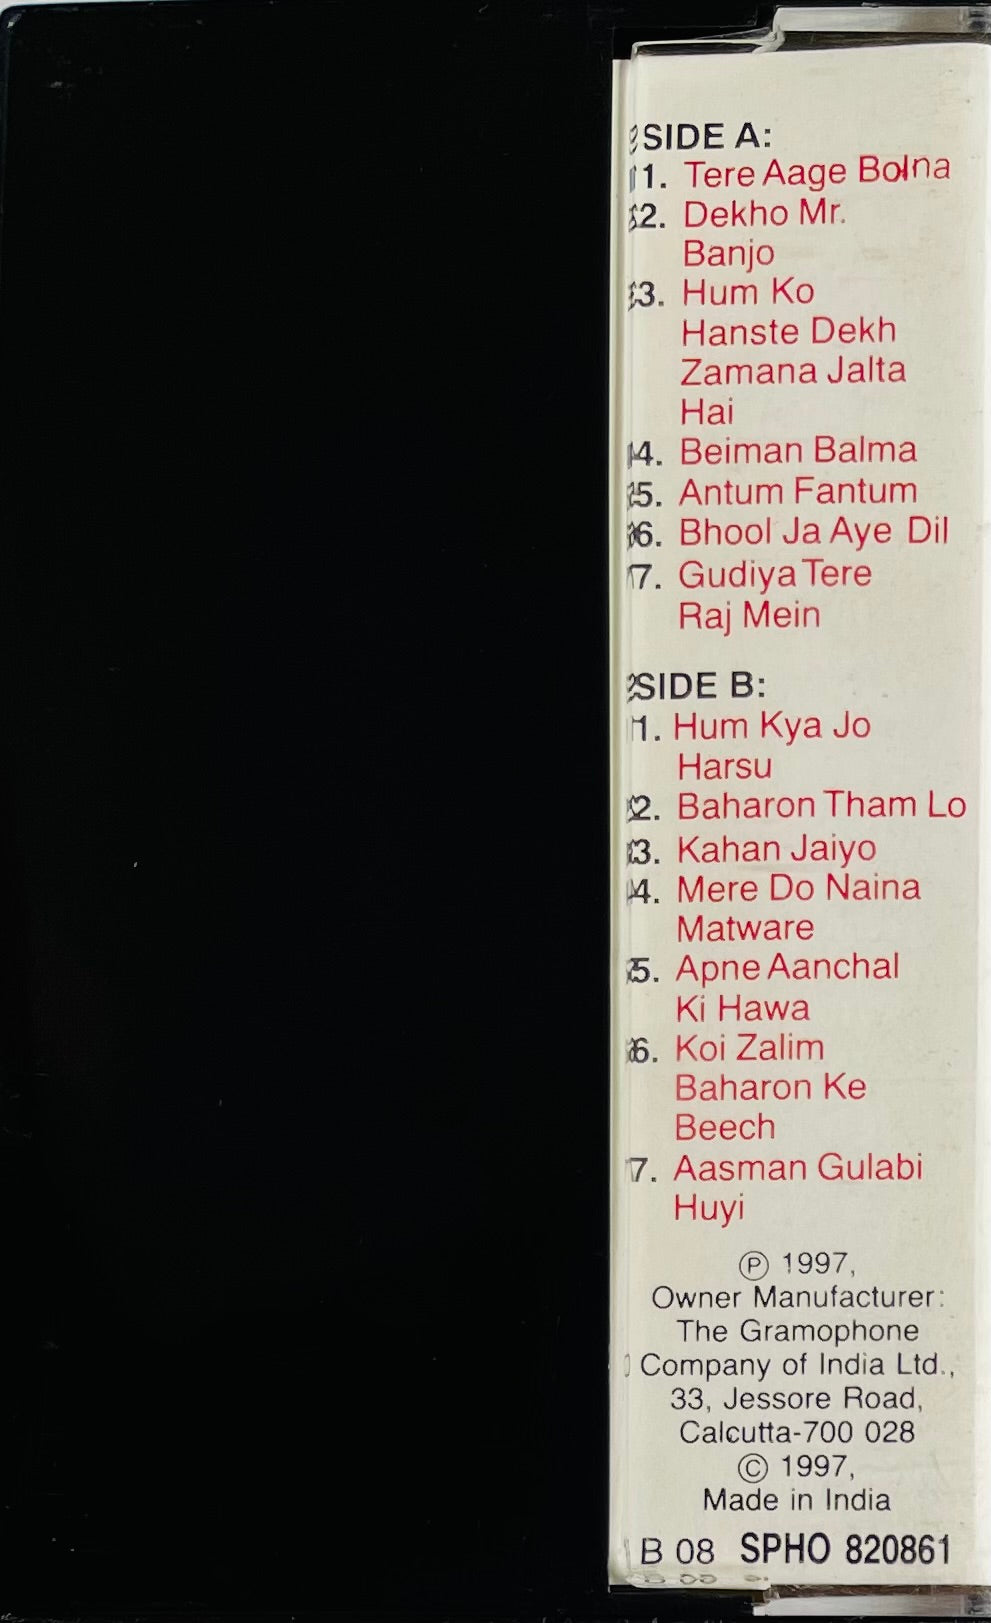 SIDE A:
1. Tere Aage Bolna
2. Dekho Mr.
Banjo
3. Hum Ko
Hanste Dekh
Zamana Jalta
Hai
4. Beiman Balma
5. Antum Fantum
6. Bhool Ja Aye Dil
7. Gudiya Tere
Raj Mein
SIDE B:
1. Hum Kya Jo
Harsu
2. Baharon Tham Lo
3. Kahan Jaiyo
4. Mere Do Naina
Matware
5. Apne Aanchal
Ki Hawa
6. Koi Zalim
Baharon Ke
Beech
7. Aasman Gulabi
Huyi
℗ 1997,
Owner Manufacturer:
The Gramophone
Company of India Ltd.,
33, Jessore Road,
Calcutta-700 028
© 1997,
Made in India
B 08 SPHO 820861